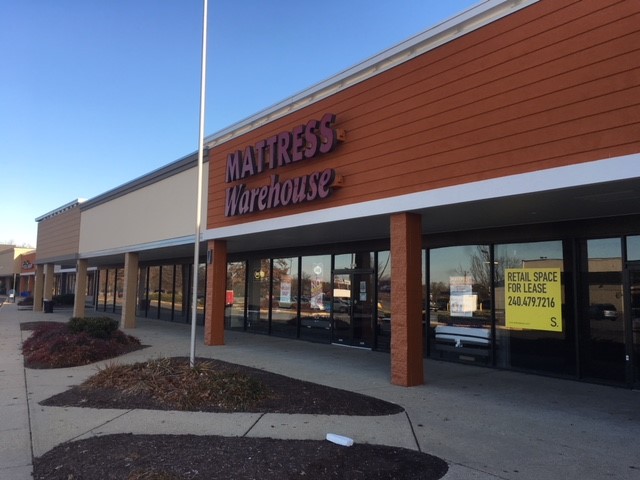 MATTRESS
Warehouse
RETAIL SPACE
FOR LEASE
240.479.7216
S.